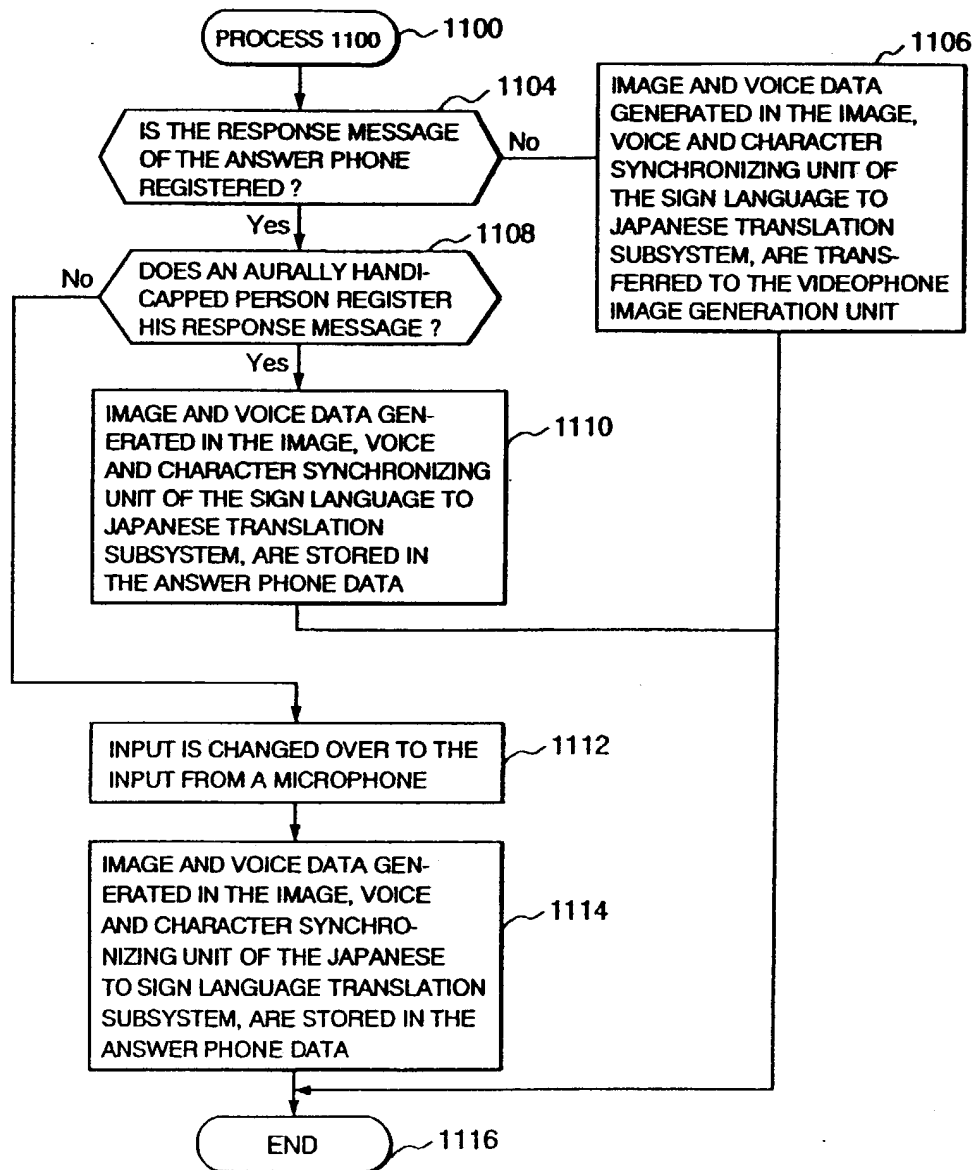 PROCESS 1100
1100
1104
IS THE RESPONSE MESSAGE
OF THE ANSWER PHONE
REGISTERED ?
No
Yes
1106
IMAGE AND VOICE DATA
GENERATED IN THE IMAGE,
VOICE AND CHARACTER
SYNCHRONIZING UNIT OF
THE SIGN LANGUAGE TO
JAPANESE TRANSLATION
SUBSYSTEM, ARE TRANS-
FERRED TO THE VIDEOPHONE
IMAGE GENERATION UNIT
1108
No
DOES AN AURALLY HANDI-
CAPPED PERSON REGISTER
HIS RESPONSE MESSAGE ?
Yes
IMAGE AND VOICE DATA GEN-
ERATED IN THE IMAGE, VOICE
AND CHARACTER SYNCHRONIZING
UNIT OF THE SIGN LANGUAGE TO
JAPANESE TRANSLATION
SUBSYSTEM, ARE STORED IN
THE ANSWER PHONE DATA
1110
INPUT IS CHANGED OVER TO THE
INPUT FROM A MICROPHONE
1112
IMAGE AND VOICE DATA GEN-
ERATED IN THE IMAGE, VOICE
AND CHARACTER SYNCHRO-
NIZING UNIT OF THE JAPANESE
TO SIGN LANGUAGE TRANSLATION
SUBSYSTEM, ARE STORED IN THE
ANSWER PHONE DATA
1114
END
1116